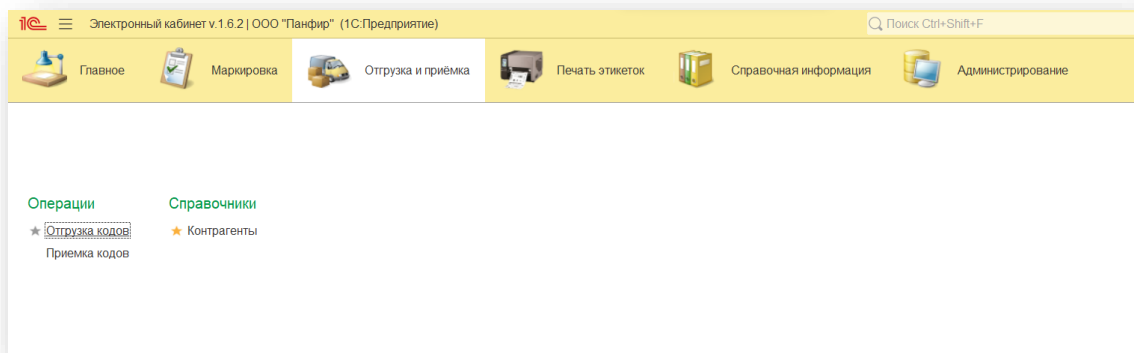 1С Электронный кабинет v.1.6.2 | ООО "Панфир" (1С:Предприятие) Поиск Ctrl+Shift+F
Главное Маркировка Отгрузка и приёмка Печать этикеток Справочная информация Администрирование
Операции Справочники
Отгрузка кодов Контрагенты
Приемка кодов